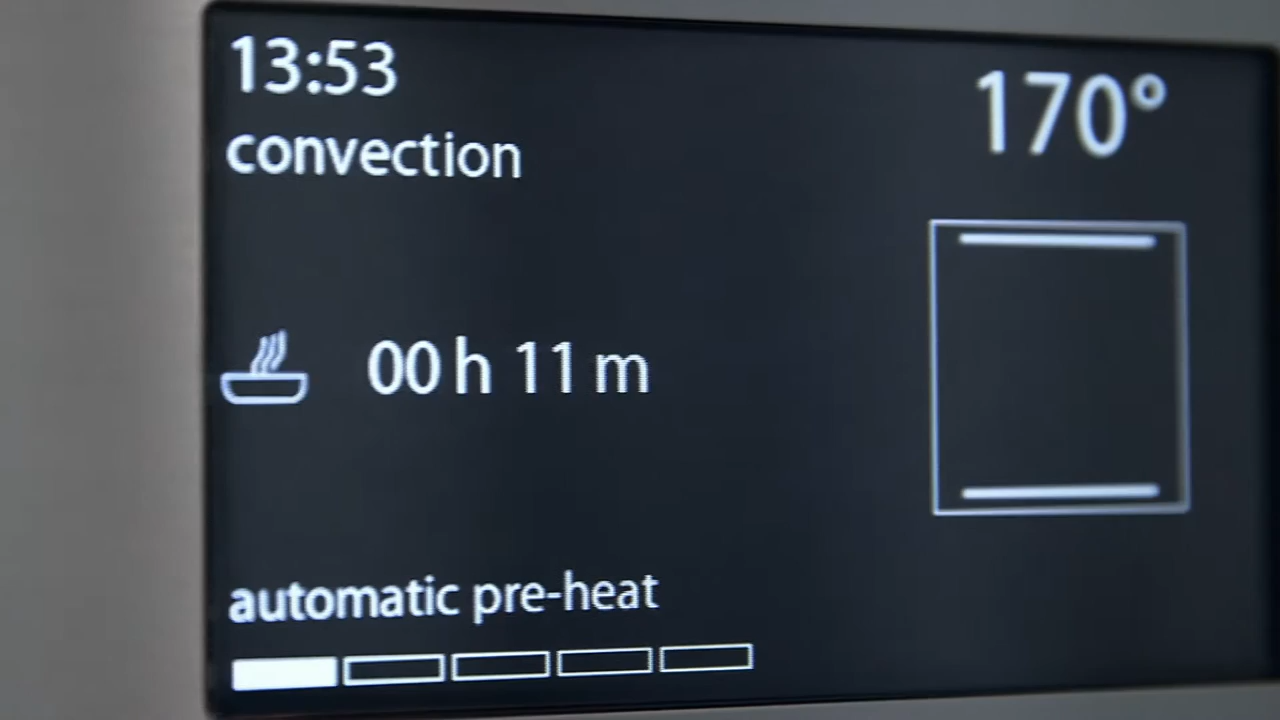 13:53
170°
convection
00 h 11 m
automatic pre-heat